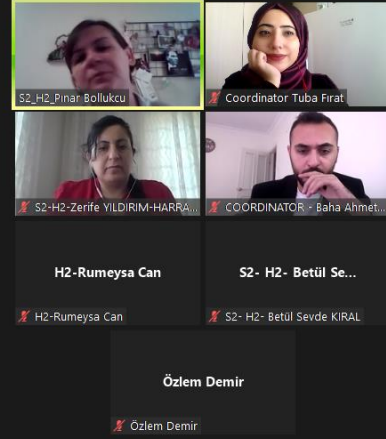 S2_H2_Pınar Bollukcu
Coordinator Tuba Fırat
S2-H2-Zerife YILDIRIM-HARRA...
COORDINATOR - Baha Ahmet...
H2-Rumeysa Can
S2- H2- Betül Se...
H2-Rumeysa Can
S2- H2- Betül Sevde KIRAL
Özlem Demir
Özlem Demir